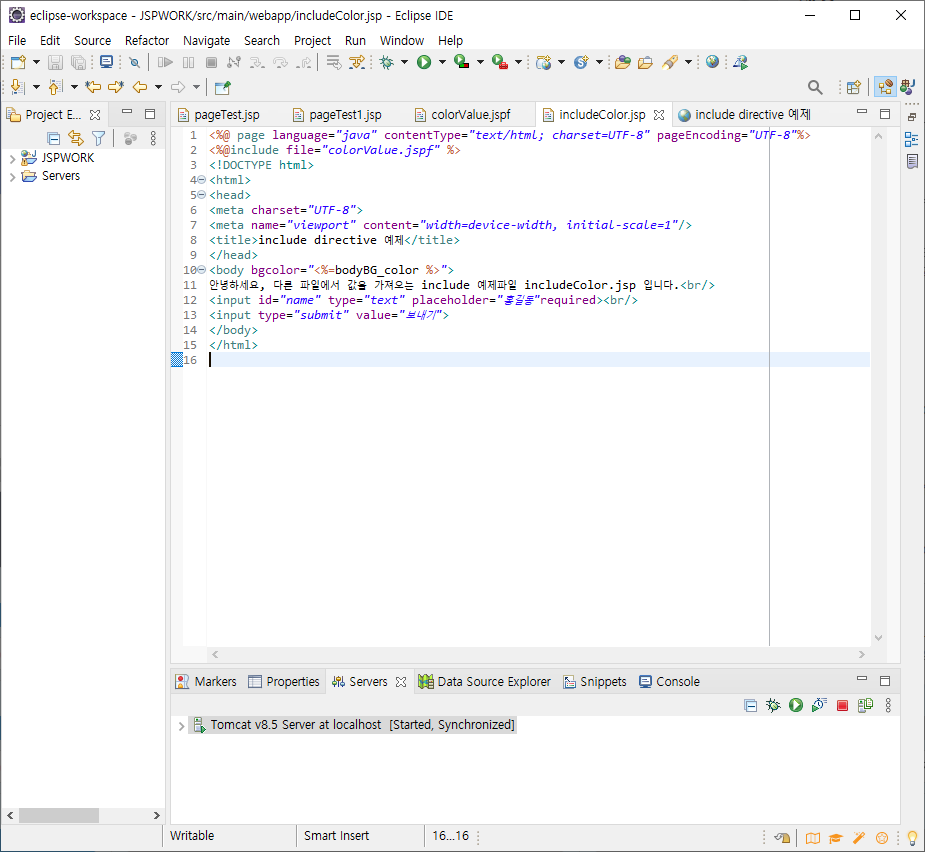 eclipse-workspace - JSPWORK/src/main/webapp/includeColor.jsp - Eclipse IDE
File Edit Source Refactor Navigate Search Project Run Window Help
Project E...
pageTest.jsp pageTest1.jsp colorValue.jspf includeColor.jsp include directive 예제
JSPWORK
Servers
1 <%@ page language="java" contentType="text/html; charset=UTF-8" pageEncoding="UTF-8"%>
2 <%@include file="colorValue.jspf" %>
3 <!DOCTYPE html>
4 <html>
5 <head>
6 <meta charset="UTF-8">
7 <meta name="viewport" content="width=device-width, initial-scale=1"/>
8 <title>include directive 예제</title>
9 </head>
10 <body bgcolor="<%=bodyBG_color %>">
11 안녕하세요, 다른 파일에서 값을 가져오는 include 예제파일 includeColor.jsp 입니다.<br/>
12 <input id="name" type="text" placeholder="홍길동"required><br/>
13 <input type="submit" value="보내기">
14 </body>
15 </html>
16
Markers Properties Servers Data Source Explorer Snippets Console
Tomcat v8.5 Server at localhost [Started, Synchronized]
Writable Smart Insert 16...16